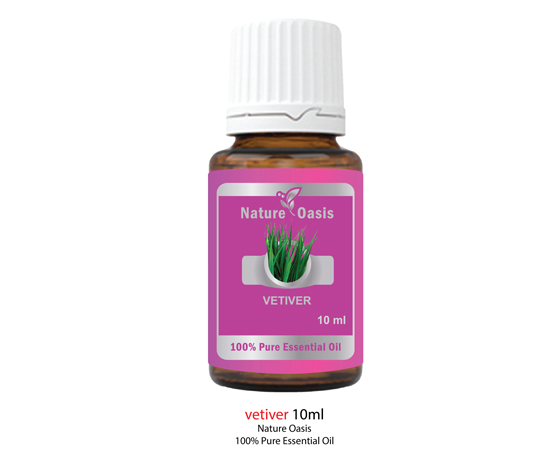 Nature Oasis
VETIVER
10 ml
100% Pure Essential Oil
vetiver 10ml
Nature Oasis
100% Pure Essential Oil